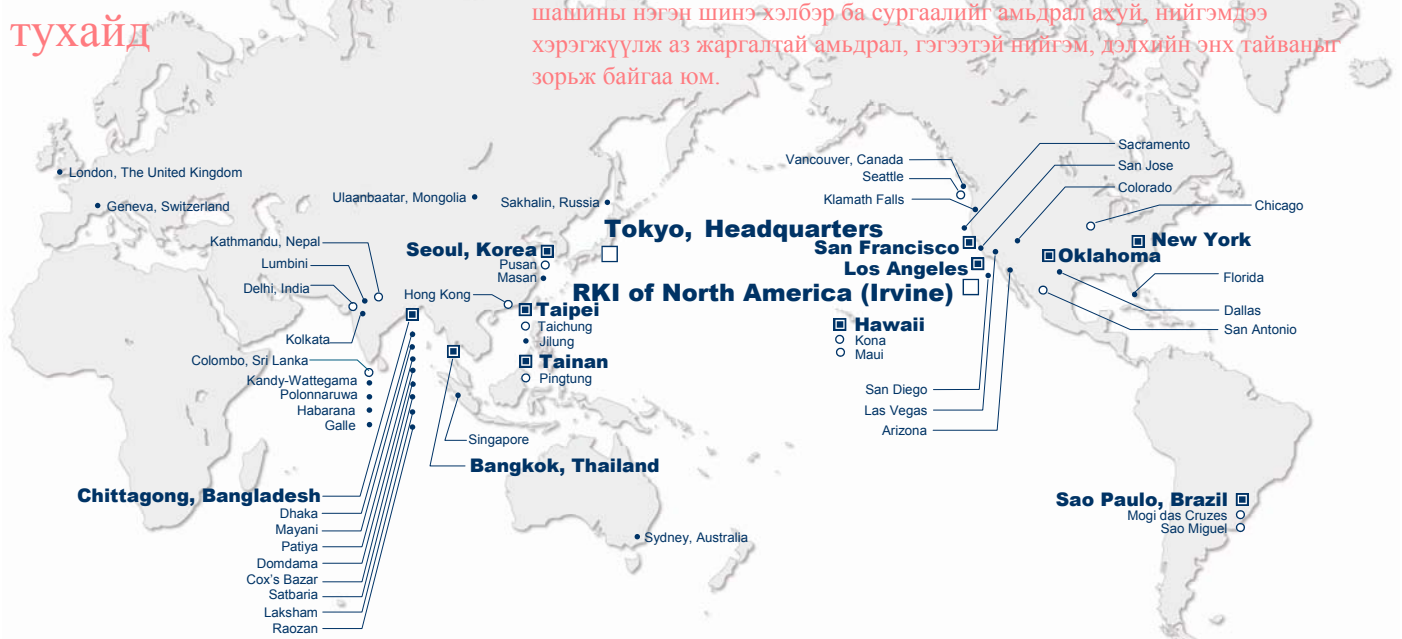 тухайд
шашины нэгэн шинэ хэлбэр ба сургаалийг амьдрал ахуй, нийгэмдээ
хэрэгжүүлж аз жаргалтай амьдрал, гэгээтэй нийгэм, дэлхийн энх тайваныг
зорьж байгаа юм.
London, The United Kingdom
Geneva, Switzerland
Ulaanbaatar, Mongolia
Sakhalin, Russia
Kathmandu, Nepal
Lumbini
Delhi, India
Kolkata
Colombo, Sri Lanka
Kandy-Wattegama
Polonnaruwa
Habarana
Galle
Seoul, Korea
Pusan
Masan
Hong Kong
Tokyo, Headquarters
RKI of North America (Irvine)
Taipei
Taichung
Jilung
Tainan
Pingtung
Singapore
Bangkok, Thailand
Chittagong, Bangladesh
Dhaka
Mayani
Patiya
Domdama
Cox's Bazar
Satbaria
Laksham
Raozan
Sydney, Australia
Vancouver, Canada
Seattle
Klamath Falls
San Francisco
Los Angeles
Hawaii
Kona
Maui
San Diego
Las Vegas
Arizona
Sacramento
San Jose
Colorado
Chicago
New York
Oklahoma
Florida
Dallas
San Antonio
Sao Paulo, Brazil
Mogi das Cruzes
Sao Miguel